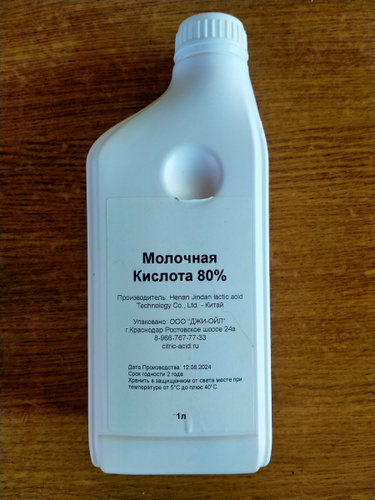 Молочная
Кислота 80%
Производитель: Henan Jindan lactic acid
Technology Co., Ltd. - Китай
Упаковано: ООО "ДЖИ-ОЙЛ"
г.Краснодар Ростовское шоссе 24а
8-966-767-77-33
citric-acid.ru
Дата Производства: 12.08.2024
Срок годности 2 года
Хранить в защищенном от света месте при
температуре от 5°С до плюс 40°С.
1л